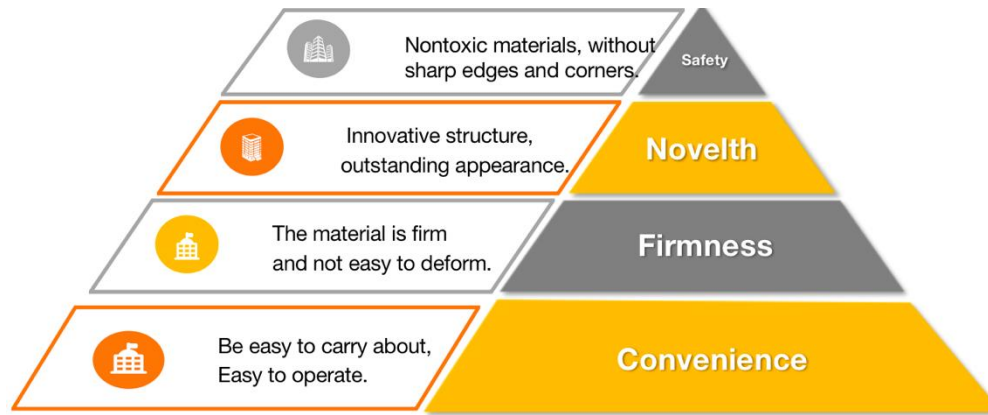 Nontoxic materials, without
sharp edges and corners.
Safety
Innovative structure,
outstanding appearance.
Novelth
The material is firm
and not easy to deform.
Firmness
Be easy to carry about,
Easy to operate.
Convenience